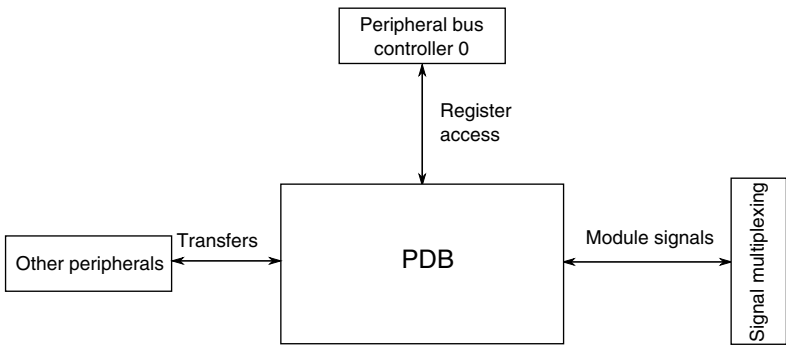 Peripheral bus
controller 0
Register
access
Other peripherals
Transfers
PDB
Module signals
Signal multiplexing